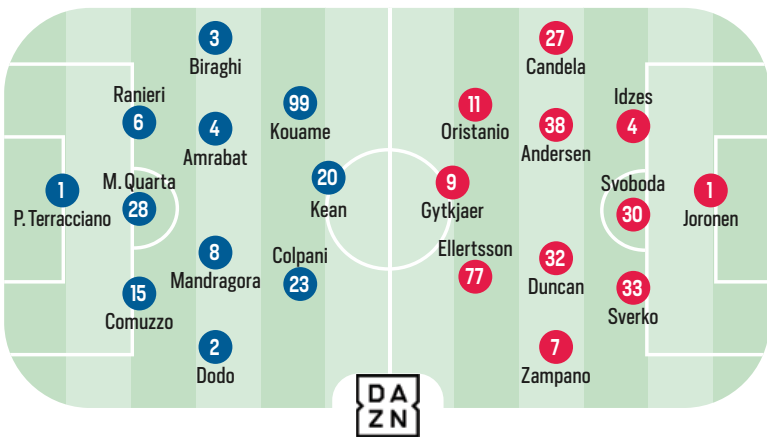 3
Biraghi
Ranieri
6
4
Amrabat
99
Kouame
1
P. Terracciano
M. Quarta
28
20
Kean
8
Mandragora
Colpani
23
15
Comuzzo
2
Dodo
27
Candela
11
Oristanio
38
Andersen
Idzes
4
9
Gytkjaer
Svoboda
30
1
Joronen
Ellertsson
77
32
Duncan
33
Sverko
7
Zampano
DA
ZN